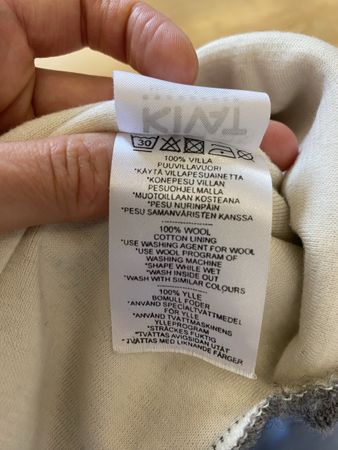 KIVAT
30
100% VILLA
PUUVILLAVUORI
*KÄYTÄ VILLAPESUAINETTA
*KONEPESU VILLAN
PESUOHJELMALLA
*MUOTOILLAAN KOSTEANA
*PESU NURINPÄIN
*PESU SAMANVÄRISTEN KANSSA
100% WOOL
COTTON LINING
*USE WASHING AGENT FOR WOOL
*USE WOOL PROGRAM OF
WASHING MACHINE
*SHAPE WHILE WET
*WASH INSIDE OUT
*WASH WITH SIMILAR COLOURS
100% YLLE
BOMULL FODER
*ANVÄND SPECIALTVÄTTMEDEL
FÖR YLLE
*ANVÄND TVÄTTMASKINENS
YLLEPROGRAM
*STRÄCKES FUKTIG
*TVÄTTAS AVIGSIDAN UTÅT
*TVÄTTAS MED LIKNANDE FÄRGER